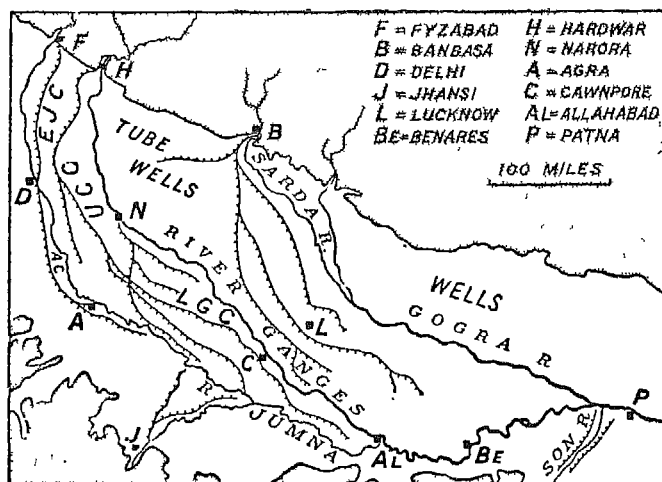 F = FYZABAD
H = HARDWAR
B = BANBASA
N = NARORA
D = DELHI
A = AGRA
J = JHANSI
C = CAWNPORE
L = LUCKNOW
AL = ALLAHABAD
BE = BENARES
P = PATNA
100 MILES
F
H
EJC
TUBE
WELLS
B
SARDA R.
UGC
D
N
RIVER GANGES
AC
A
LGC
WELLS
GOGRA R
L
C
R. JUMNA
J
AL
BE
SON R.
P